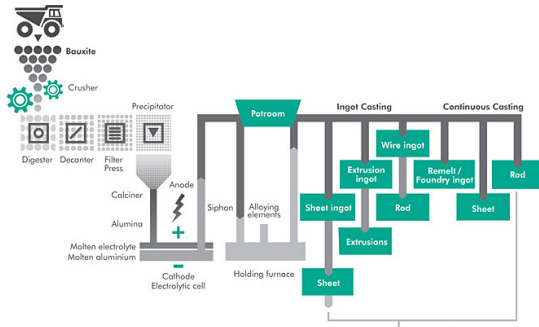 Bauxite
Crusher
Precipitator
Digester
Decanter
Filter
Press
Calciner
Anode
Alumina
Molten electrolyte
Molten aluminium
Cathode
Electrolytic cell
Siphon
Alloying
elements
Holding furnace
Potroom
Ingot Casting
Continuous Casting
Wire ingot
Extrusion
ingot
Remelt /
Foundry ingot
Rod
Sheet ingot
Rod
Sheet
Extrusions
Sheet